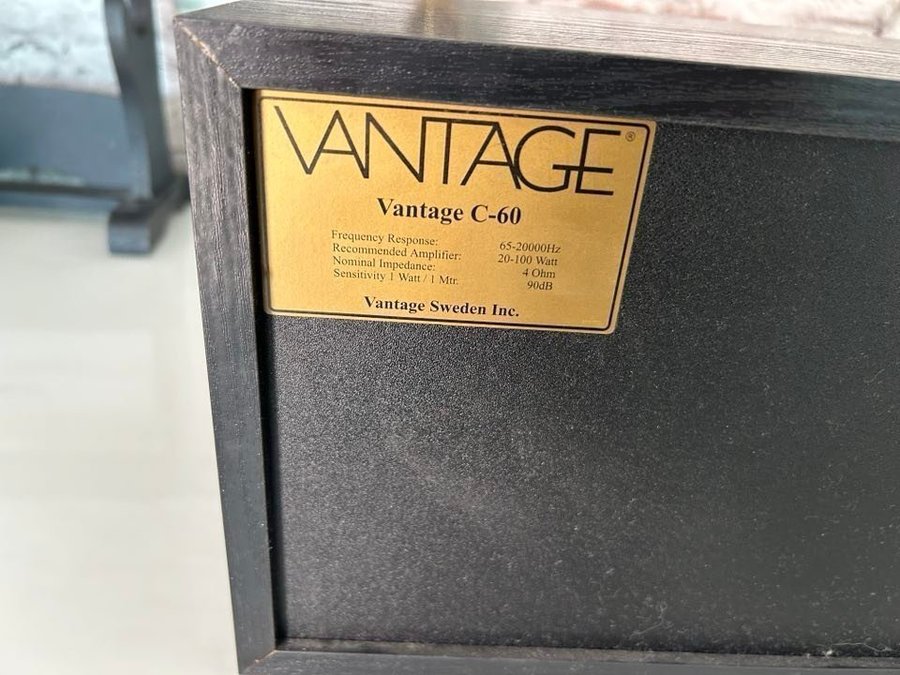 VANTAGE®
Vantage C-60
Frequency Response: 65-20000Hz
Recommended Amplifier: 20-100 Watt
Nominal Impedance: 4 Ohm
Sensitivity 1 Watt / 1 Mtr. 90dB
Vantage Sweden Inc.